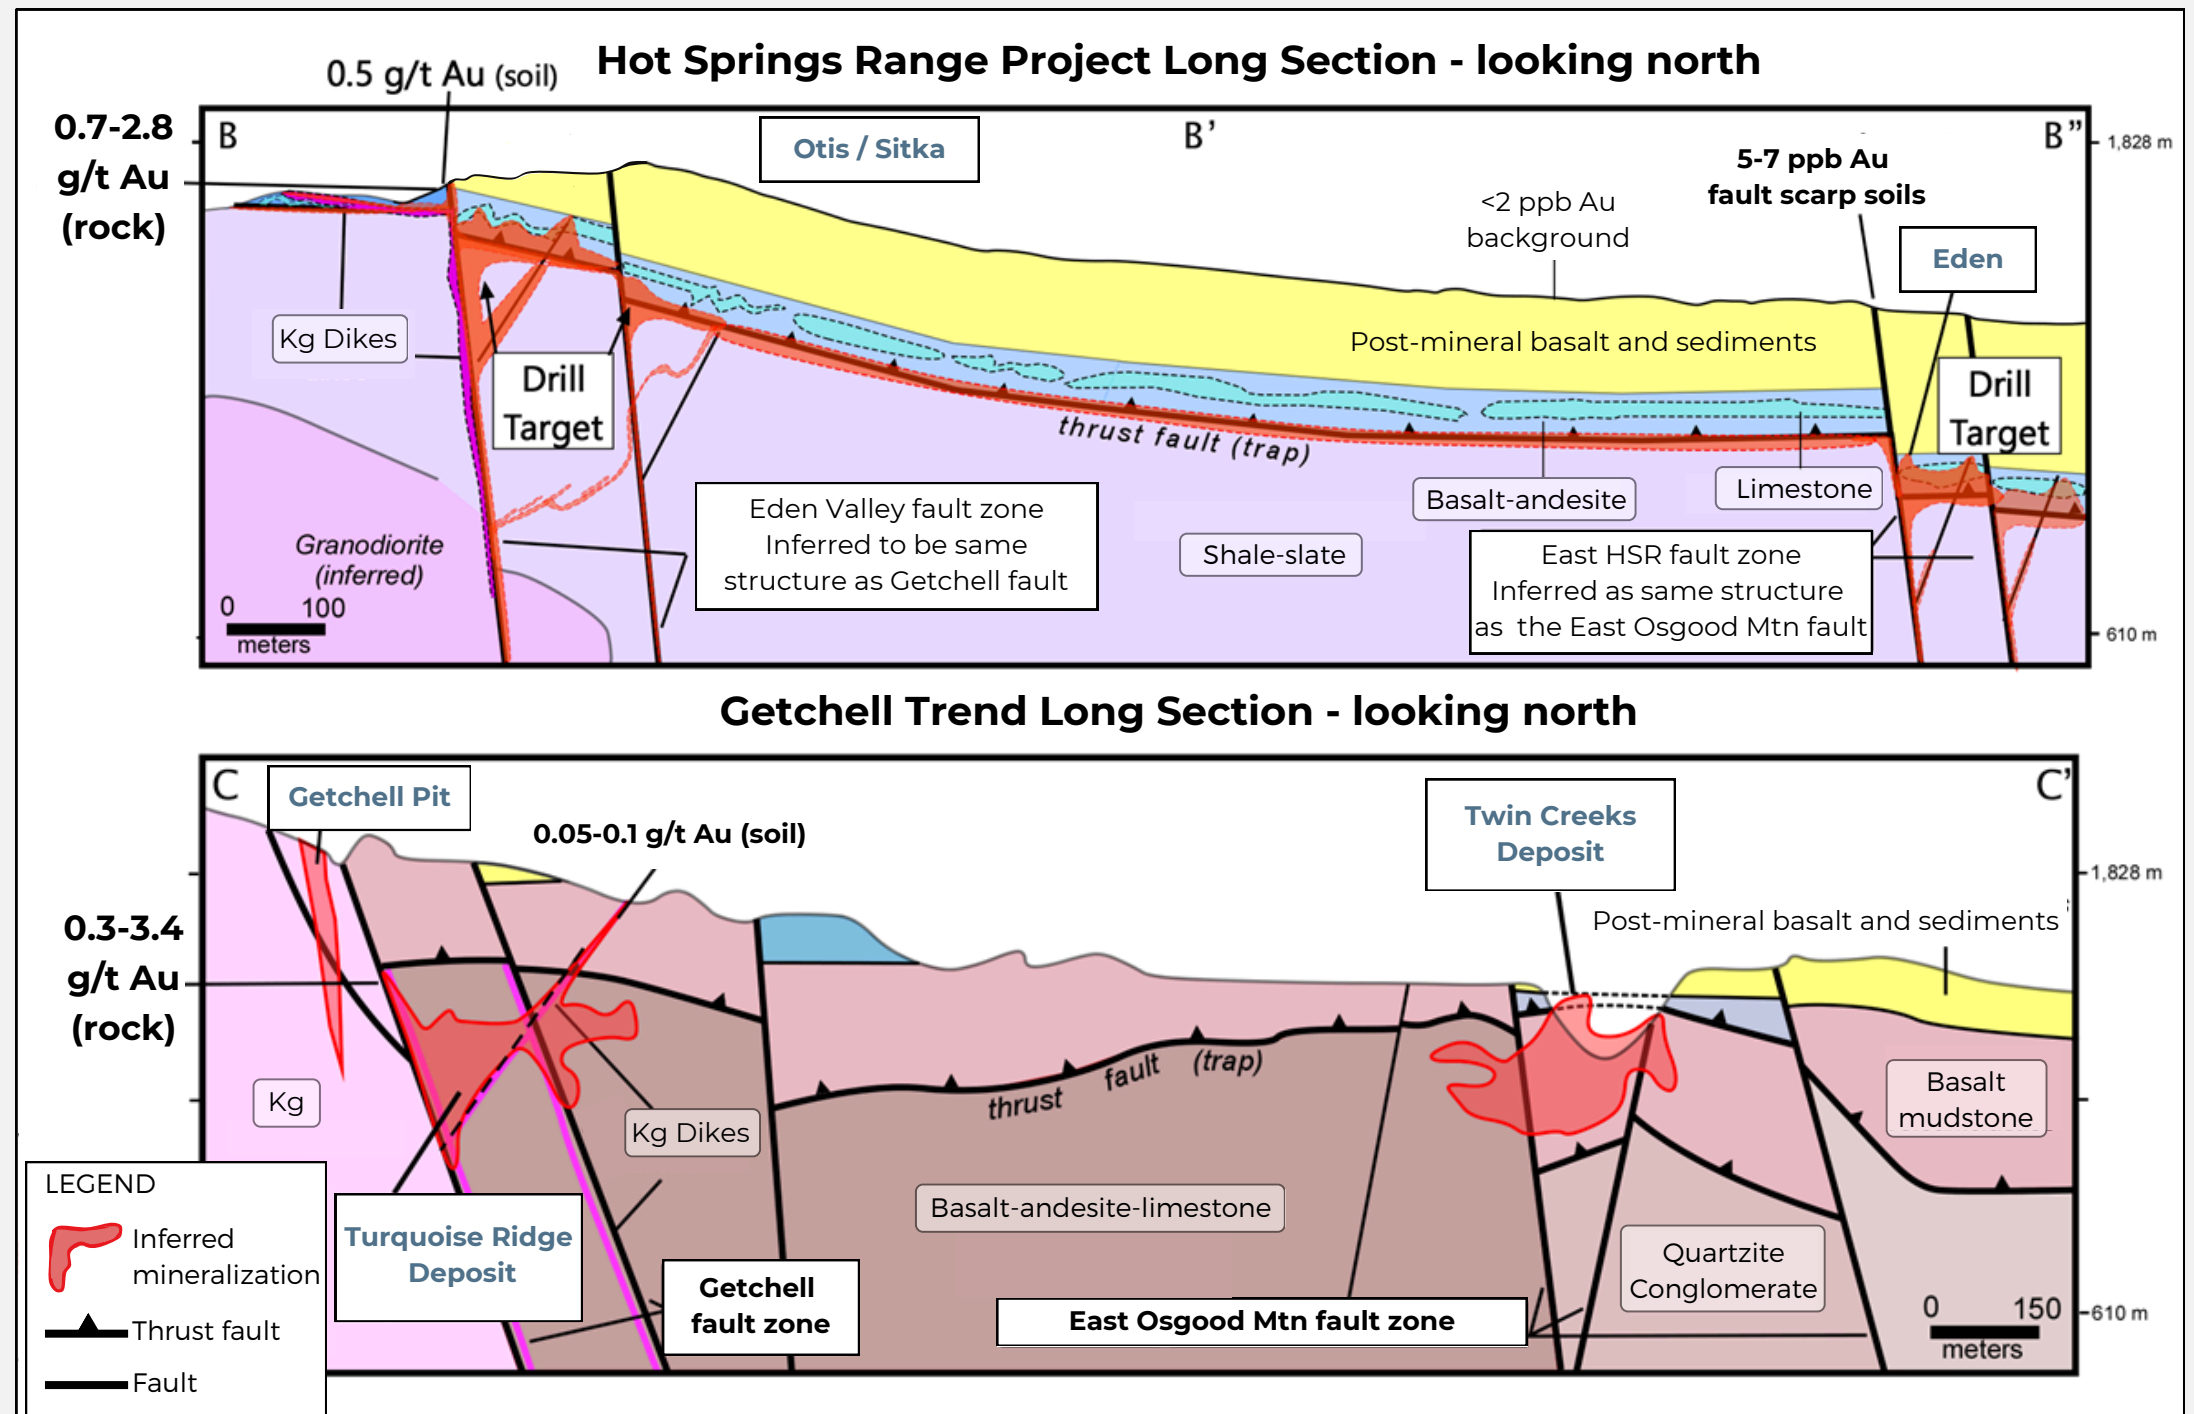 Hot Springs Range Project Long Section - looking north
0.5 g/t Au (soil)
0.7-2.8
g/t Au
(rock)
B
Otis / Sitka
B’
B”
1,828 m
5-7 ppb Au
fault scarp soils
<2 ppb Au
background
Eden
Kg Dikes
Post-mineral basalt and sediments
Drill
Target
Drill
Target
thrust fault (trap)
Basalt-andesite
Limestone
Eden Valley fault zone
Inferred to be same
structure as Getchell fault
Shale-slate
East HSR fault zone
Inferred as same structure
as the East Osgood Mtn fault
Granodiorite
(inferred)
0 100
meters
610 m
Getchell Trend Long Section - looking north
C
Getchell Pit
C’
0.05-0.1 g/t Au (soil)
Twin Creeks
Deposit
1,828 m
Post-mineral basalt and sediments
0.3-3.4
g/t Au
(rock)
thrust fault (trap)
Kg
Kg Dikes
Basalt
mudstone
Basalt-andesite-limestone
Turquoise Ridge
Deposit
Getchell
fault zone
East Osgood Mtn fault zone
Quartzite
Conglomerate
0 150
meters
610 m
LEGEND
Inferred
mineralization
Thrust fault
Fault